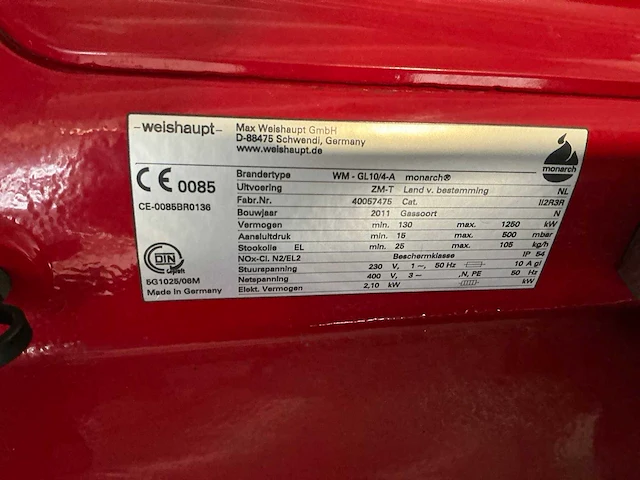 -weishaupt- Max Weishaupt GmbH
D-88475 Schwendi, Germany
www.weishaupt.de
monarch
CE 0085
CE-0085BR0136
DIN
Geprüft
5G1025/06M
Made in Germany
Brandertype WM - GL10/4-A monarch®
Uitvoering ZM-T Land v. bestemming NL
Fabr.Nr. 40057475 Cat. II2R3R
Bouwjaar 2011 Gassoort N
Vermogen min. 130 max. 1250 kW
Aansluitdruk min. 15 max. 500 mbar
Stookolie EL min. 25 max. 105 kg/h
NOx-Cl. N2/EL2 Beschermklasse IP 54
Stuurspanning 230 V, 1~, 50 Hz 10 A gl
Netspanning 400 V, 3~ ,N, PE 50 Hz
Elekt. Vermogen 2,10 kW